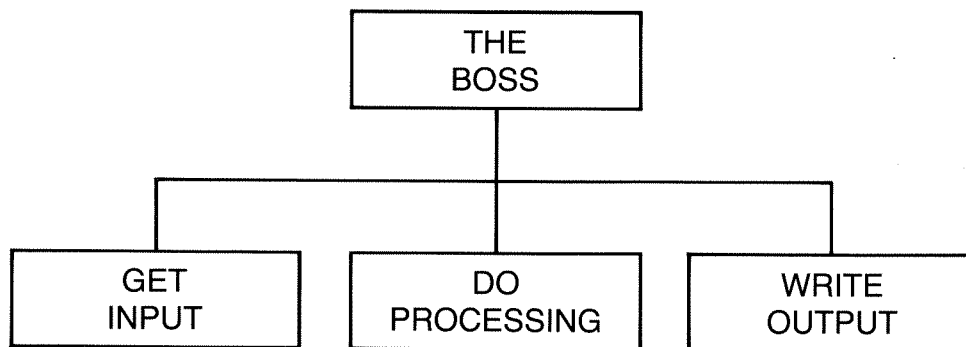 THE
BOSS
GET
INPUT
DO
PROCESSING
WRITE
OUTPUT